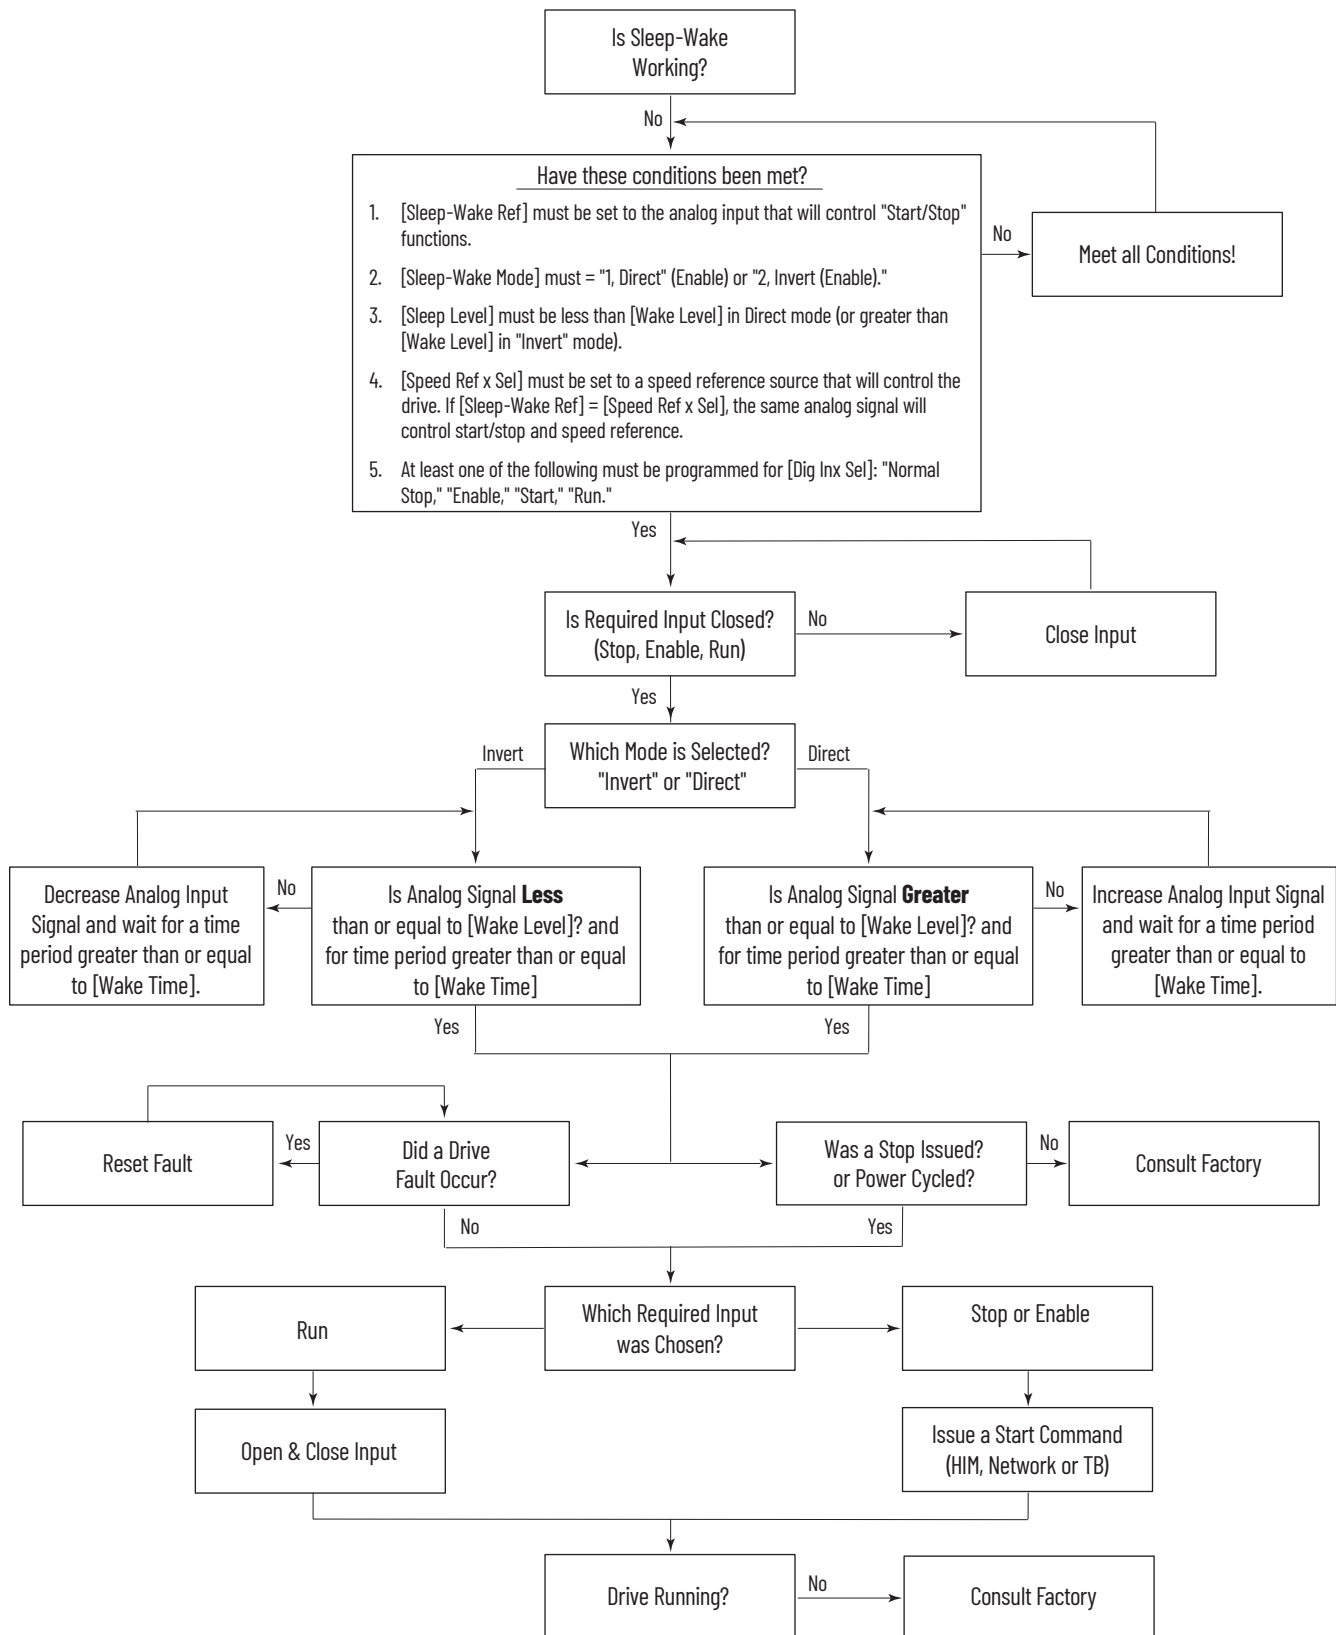 Is Sleep-Wake
Working?
No
Have these conditions been met?
1. [Sleep-Wake Ref] must be set to the analog input that will control "Start/Stop"
functions.
2. [Sleep-Wake Mode] must = "1, Direct" (Enable) or "2, Invert (Enable)."
3. [Sleep Level] must be less than [Wake Level] in Direct mode (or greater than
[Wake Level] in "Invert" mode).
4. [Speed Ref x Sel] must be set to a speed reference source that will control the
drive. If [Sleep-Wake Ref] = [Speed Ref x Sel], the same analog signal will
control start/stop and speed reference.
5. At least one of the following must be programmed for [Dig Inx Sel]: "Normal
Stop," "Enable," "Start," "Run."
No
Meet all Conditions!
Yes
Is Required Input Closed?
(Stop, Enable, Run)
No
Close Input
Yes
Which Mode is Selected?
"Invert" or "Direct"
Invert
Direct
Decrease Analog Input
Signal and wait for a time
period greater than or equal
to [Wake Time].
No
Is Analog Signal Less
than or equal to [Wake Level]? and
for time period greater than or equal
to [Wake Time]
Is Analog Signal Greater
than or equal to [Wake Level]? and
for time period greater than or equal
to [Wake Time]
No
Increase Analog Input Signal
and wait for a time period
greater than or equal to
[Wake Time].
Yes
Yes
Reset Fault
Yes
Did a Drive
Fault Occur?
Was a Stop Issued?
or Power Cycled?
No
Consult Factory
No
Yes
Run
Which Required Input
was Chosen?
Stop or Enable
Open & Close Input
Issue a Start Command
(HIM, Network or TB)
Drive Running?
No
Consult Factory